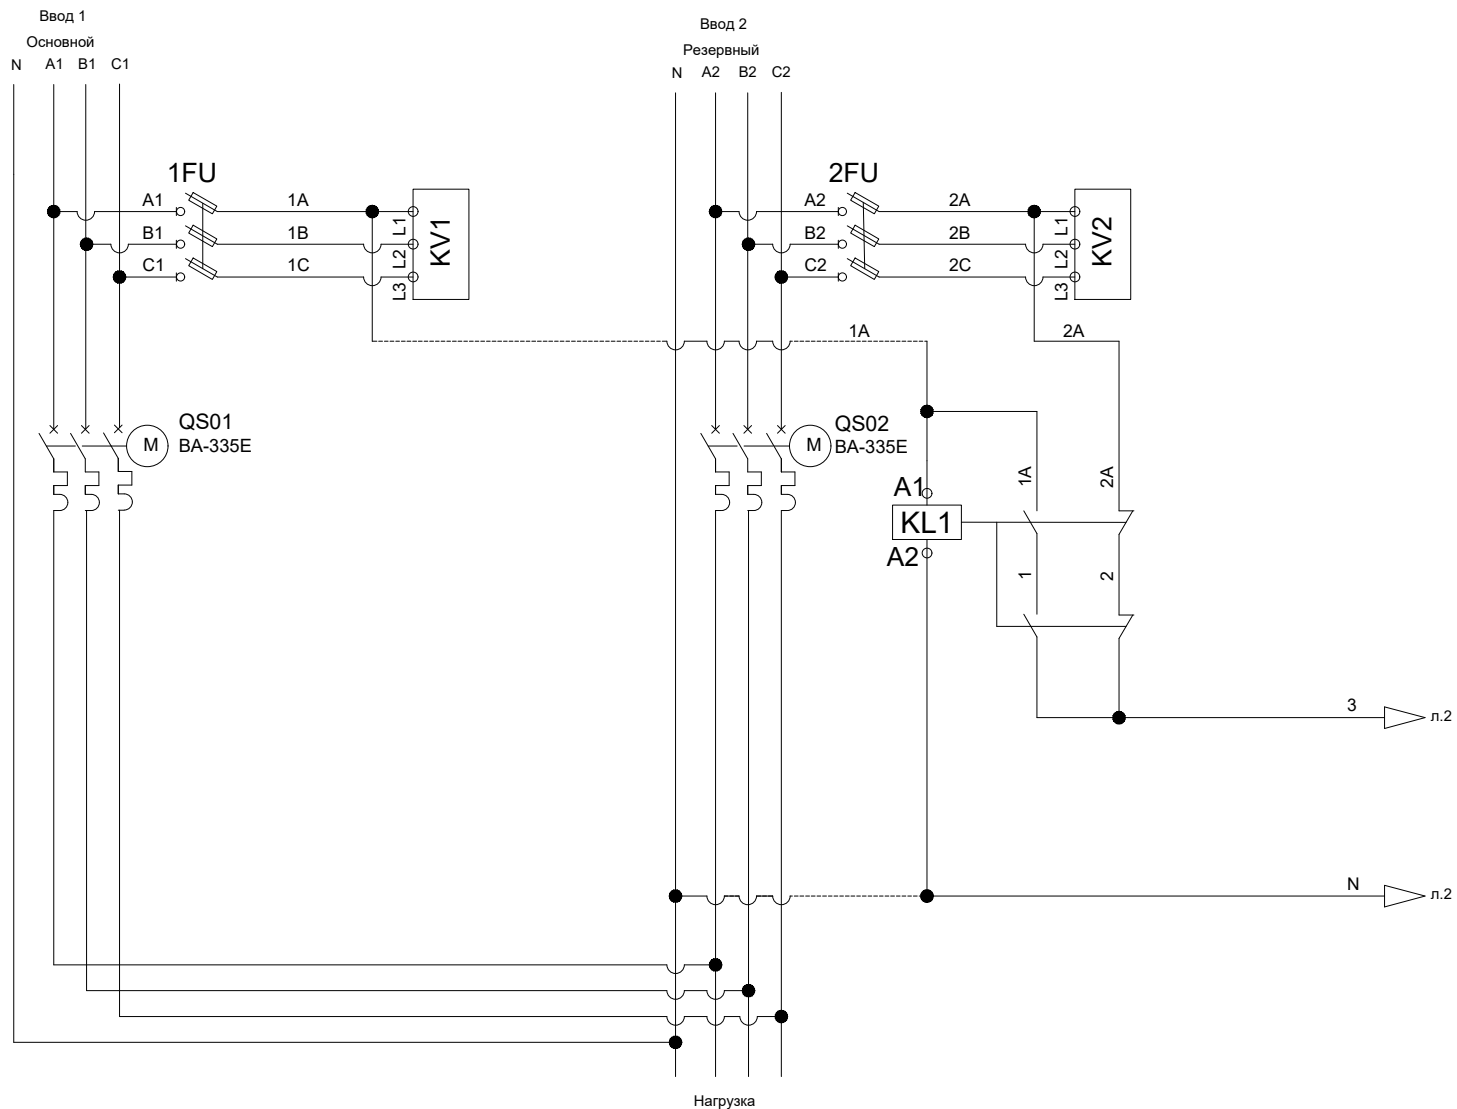 Ввод 1
Основной
N A1 B1 C1
Ввод 2
Резервный
N A2 B2 C2
1FU
A1 1A
B1 1B
C1 1C
L1
L2
L3
KV1
2FU
A2 2A
B2 2B
C2 2C
L1
L2
L3
KV2
1A
2A
QS01
M
ВА-335Е
QS02
M
ВА-335Е
1A
2A
A1
KL1
A2
1
2
3
л.2
N
л.2
Нагрузка